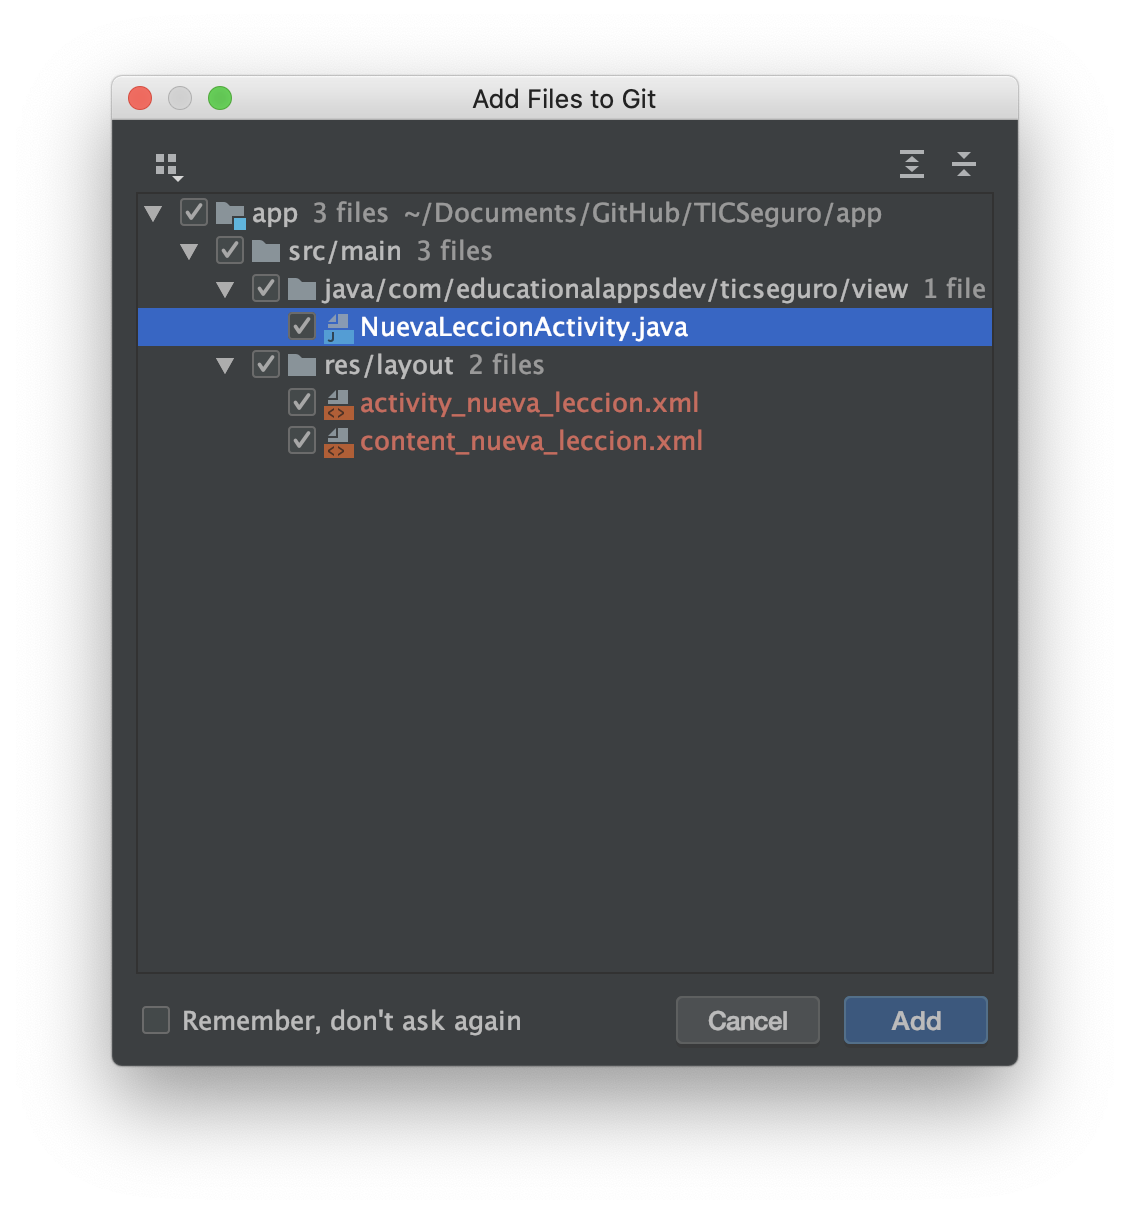 Add Files to Git
app 3 files ~/Documents/GitHub/TICSeguro/app
src/main 3 files
java/com/educationalappsdev/ticseguro/view 1 file
NuevaLeccionActivity.java
res/layout 2 files
activity_nueva_leccion.xml
content_nueva_leccion.xml
Remember, don't ask again Cancel Add